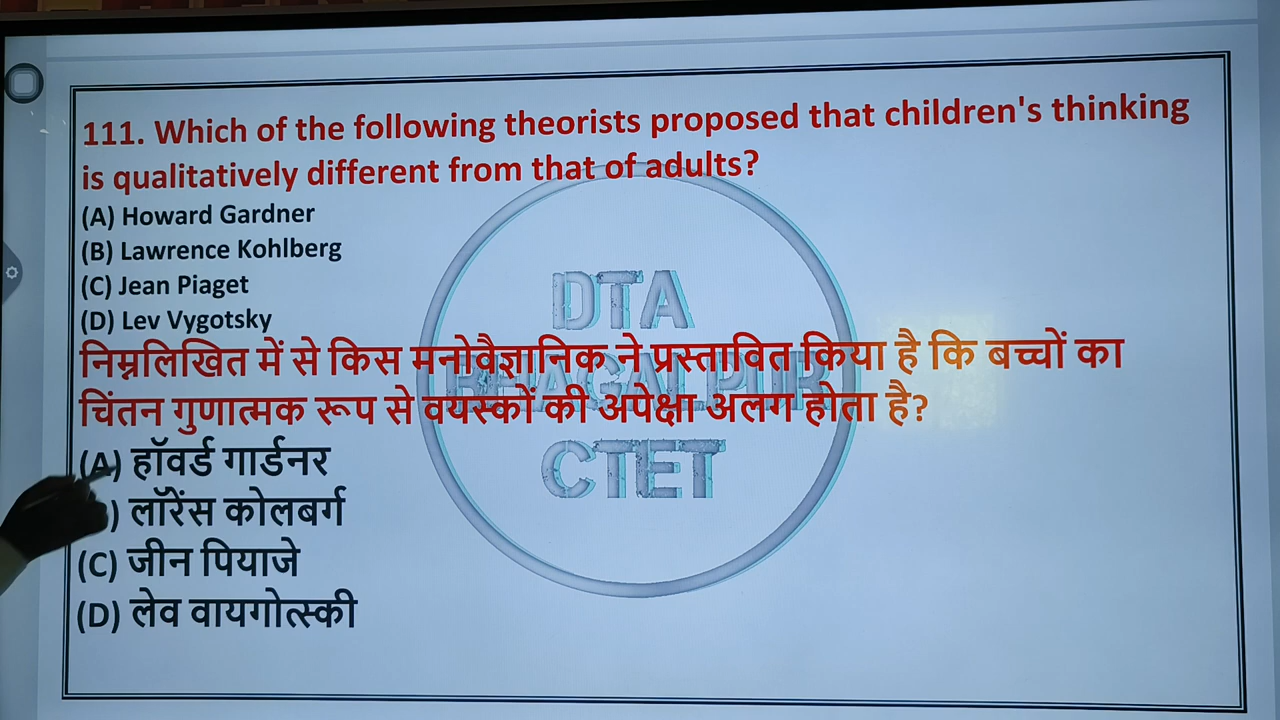 111. Which of the following theorists proposed that children's thinking
is qualitatively different from that of adults?
(A) Howard Gardner
(B) Lawrence Kohlberg
(C) Jean Piaget
(D) Lev Vygotsky
निम्नलिखित में से किस मनोवैज्ञानिक ने प्रस्तावित किया है कि बच्चों का
चिंतन गुणात्मक रूप से वयस्कों की अपेक्षा अलग होता है?
(A) हॉवर्ड गार्डनर
) लॉरेंस कोलबर्ग
(C) जीन पियाजे
(D) लेव वायगोत्स्की
DTA
BHAGALPUR
CTET